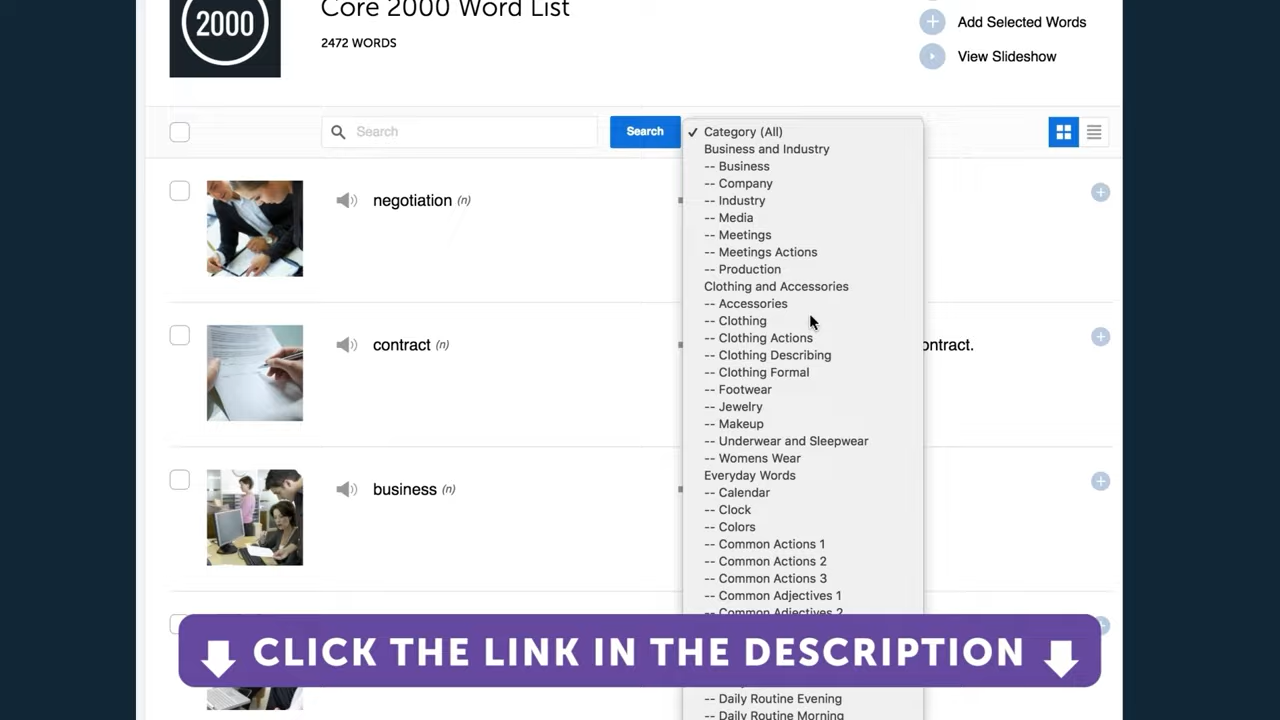 Core 2000 Word List
2000
2472 WORDS
Add Selected Words
View Slideshow
Search
Search
✓ Category (All)
Business and Industry
-- Business
-- Company
-- Industry
-- Media
-- Meetings
-- Meetings Actions
-- Production
Clothing and Accessories
-- Accessories
-- Clothing
-- Clothing Actions
-- Clothing Describing
-- Clothing Formal
-- Footwear
-- Jewelry
-- Makeup
-- Underwear and Sleepwear
-- Womens Wear
Everyday Words
-- Calendar
-- Clock
-- Colors
-- Common Actions 1
-- Common Actions 2
-- Common Actions 3
-- Common Adjectives 1
-- Common Adjectives 2
-- Daily Routine Evening
-- Daily Routine Morning
negotiation (n)
contract (n)
ontract.
business (n)
CLICK THE LINK IN THE DESCRIPTION